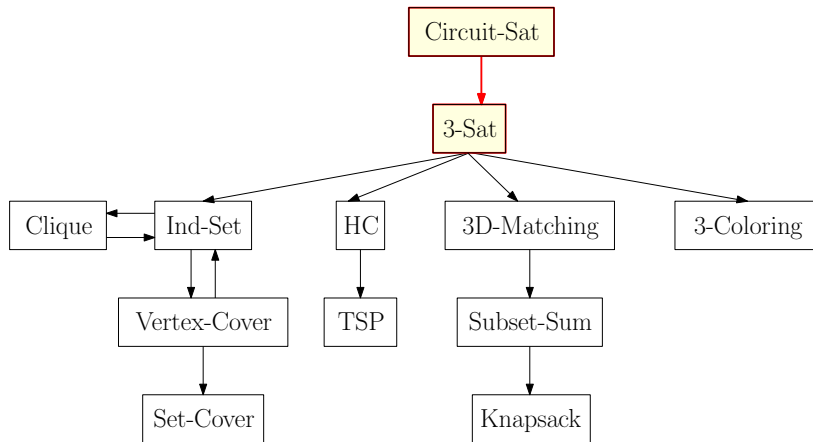 Circuit-Sat
3-Sat
Clique
Ind-Set
HC
3D-Matching
3-Coloring
Vertex-Cover
TSP
Subset-Sum
Set-Cover
Knapsack